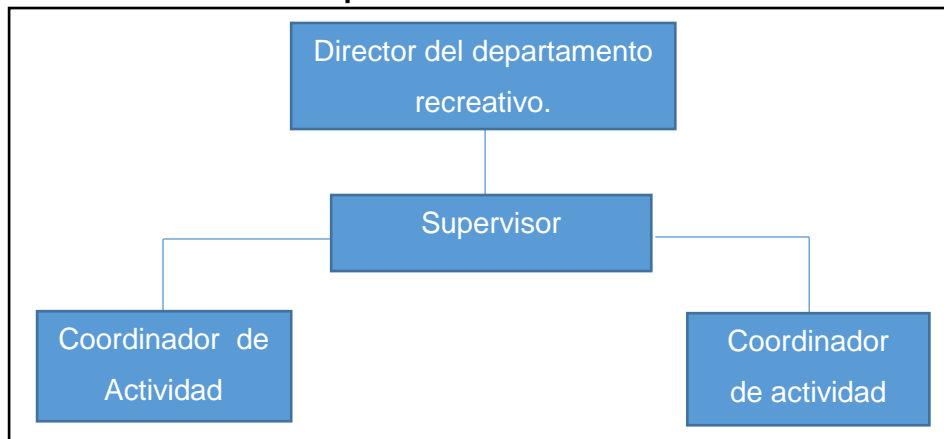 Director del departamento
recreativo.
Supervisor
Coordinador de
Actividad
Coordinador
de actividad